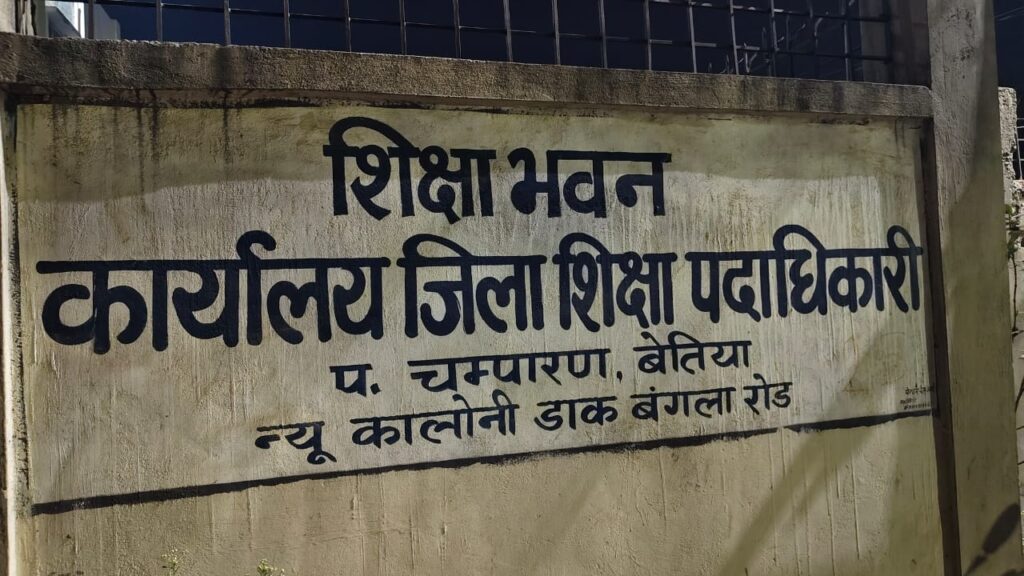 शिक्षा भवन
कार्यालय जिला शिक्षा पदाधिकारी
प. चम्पारण, बेतिया
न्यू कालोनी डाक बंगला रोड